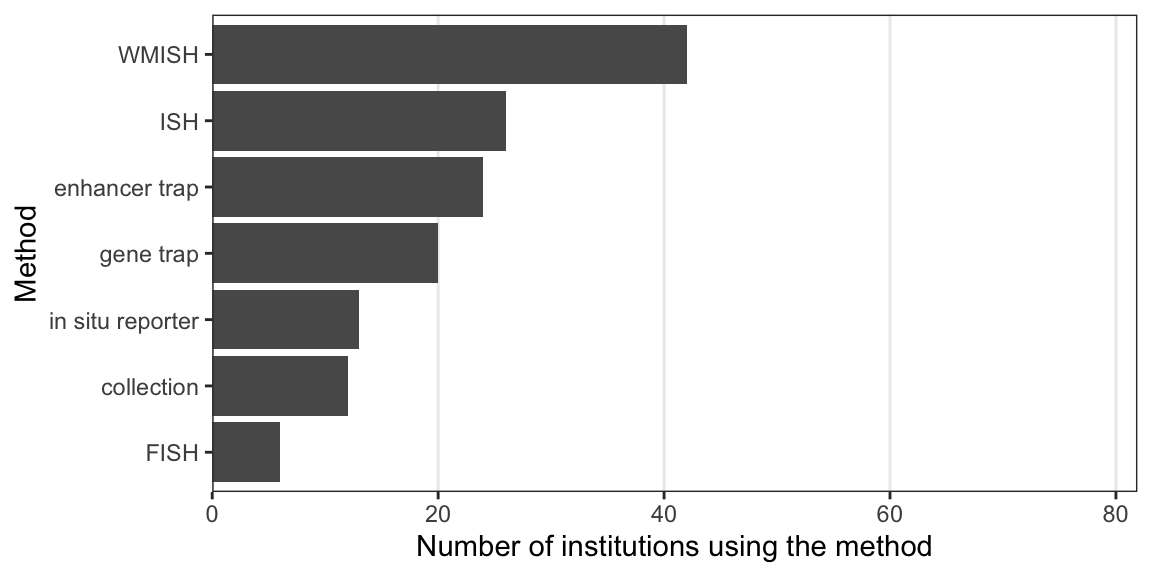 WMISH
ISH
enhancer trap
gene trap
in situ reporter
collection
FISH
Method
0 20 40 60 80
Number of institutions using the method